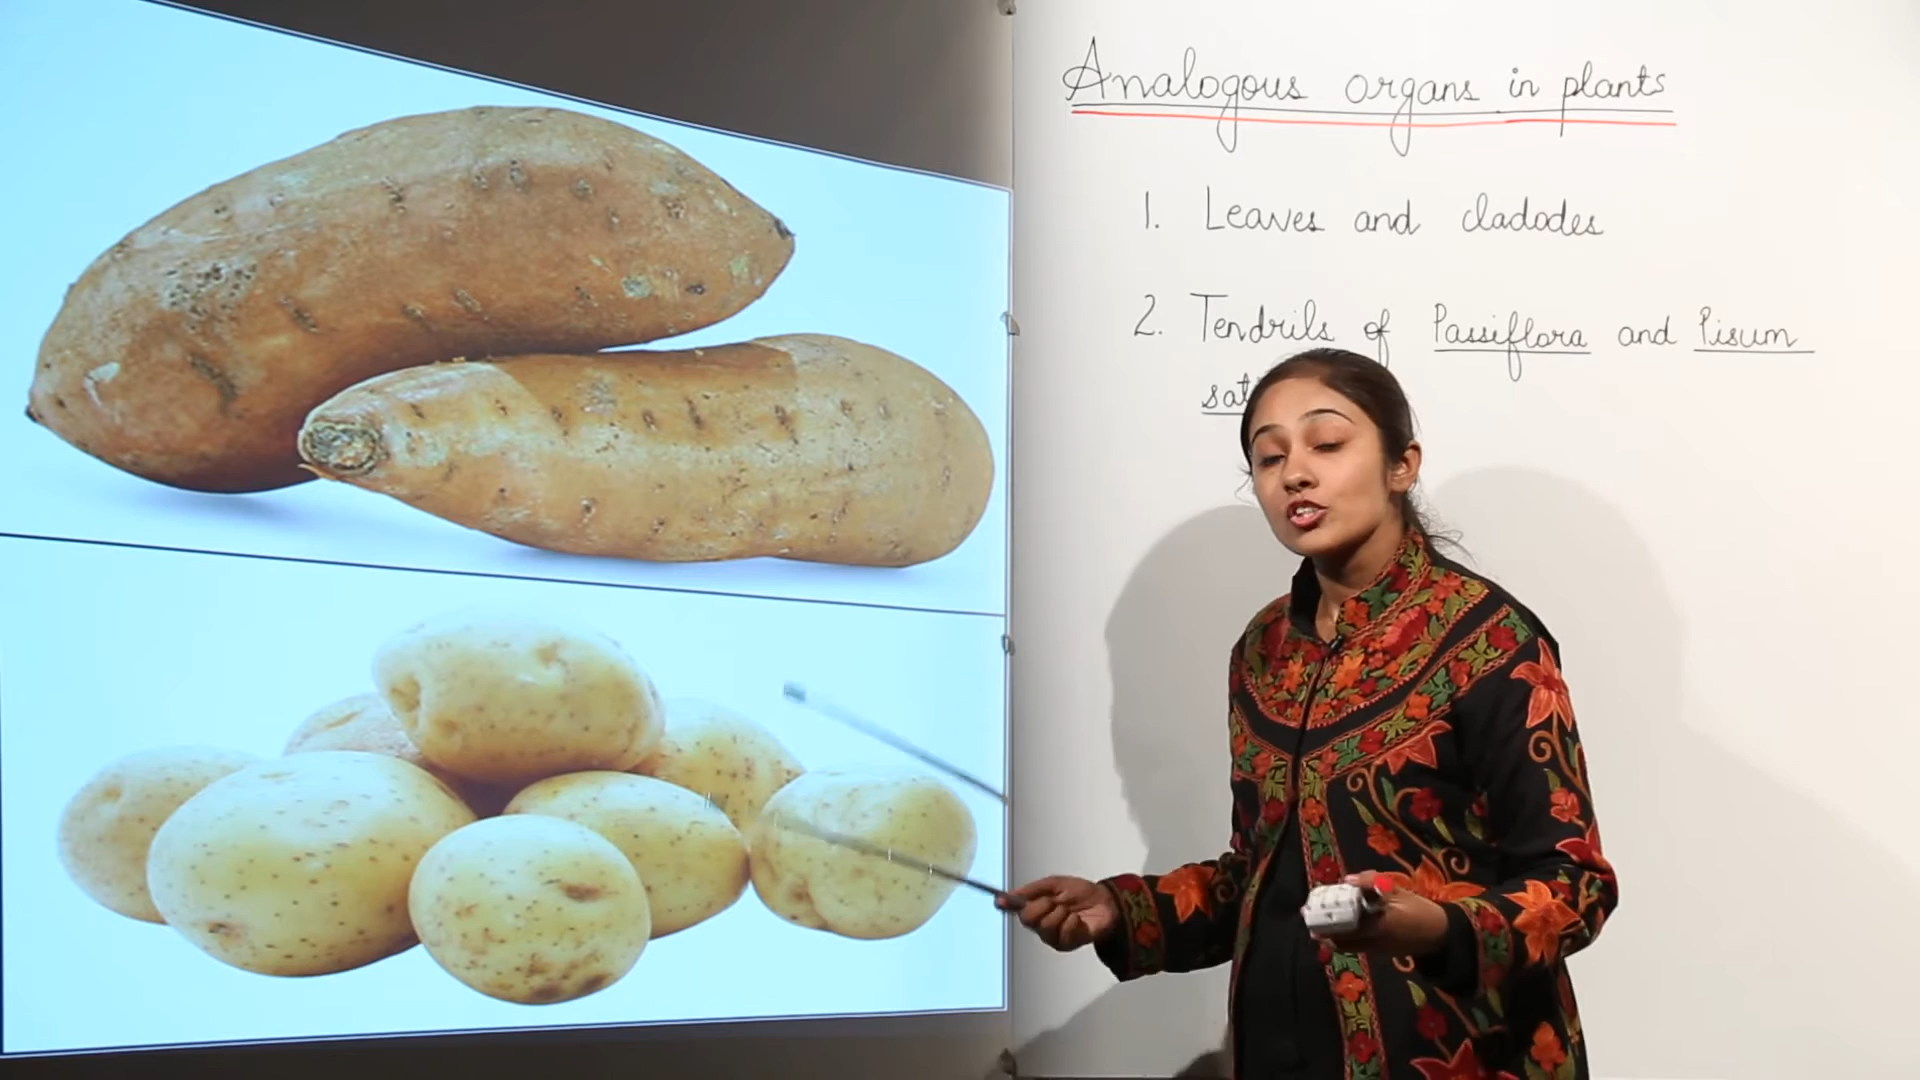 Analogous organs in plants
1. Leaves and cladodes
2. Tendrils of Passiflora and Pisum